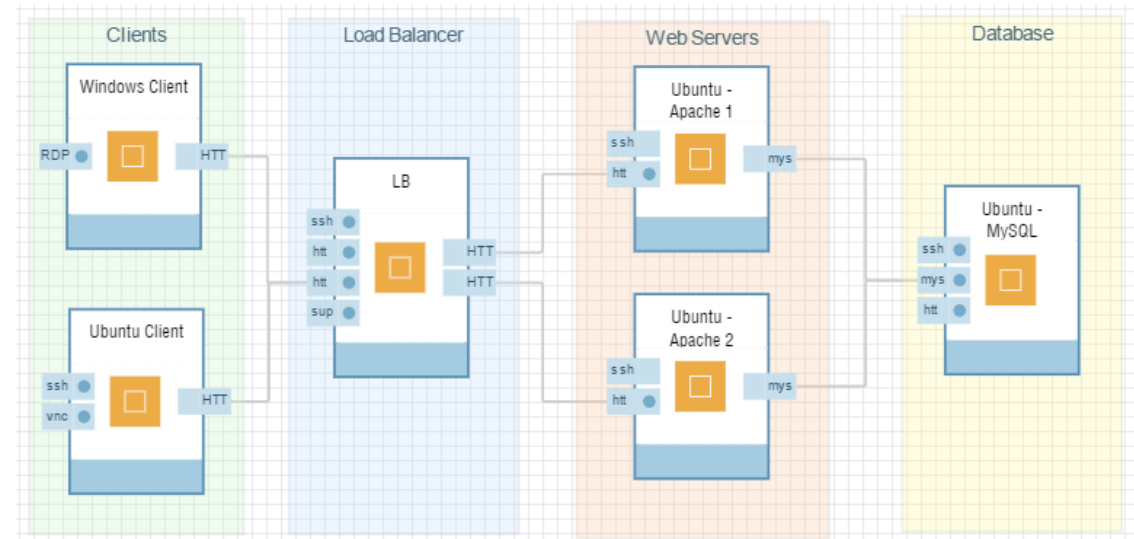 Clients
Windows Client
RDP
HTT
Ubuntu Client
ssh
vnc
HTT
Load Balancer
LB
ssh
htt
htt
sup
HTT
HTT
Web Servers
Ubuntu -
Apache 1
ssh
htt
mys
Ubuntu -
Apache 2
ssh
htt
mys
Database
Ubuntu -
MySQL
ssh
mys
htt